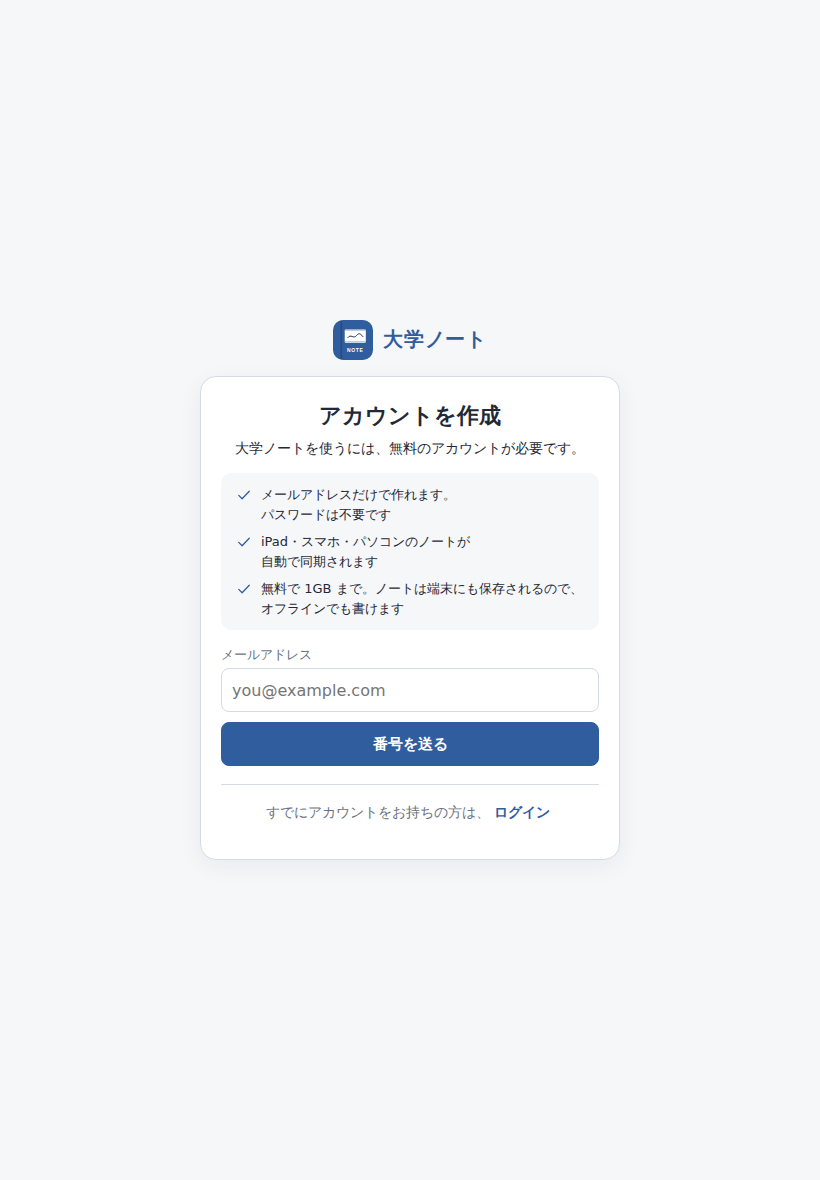 NOTE
大学ノート
アカウントを作成
大学ノートを使うには、無料のアカウントが必要です。
メールアドレスだけで作れます。
パスワードは不要です
iPad・スマホ・パソコンのノートが
自動で同期されます
無料で 1GB まで。ノートは端末にも保存されるので、
オフラインでも書けます
メールアドレス
you@example.com
番号を送る
すでにアカウントをお持ちの方は、 ログイン